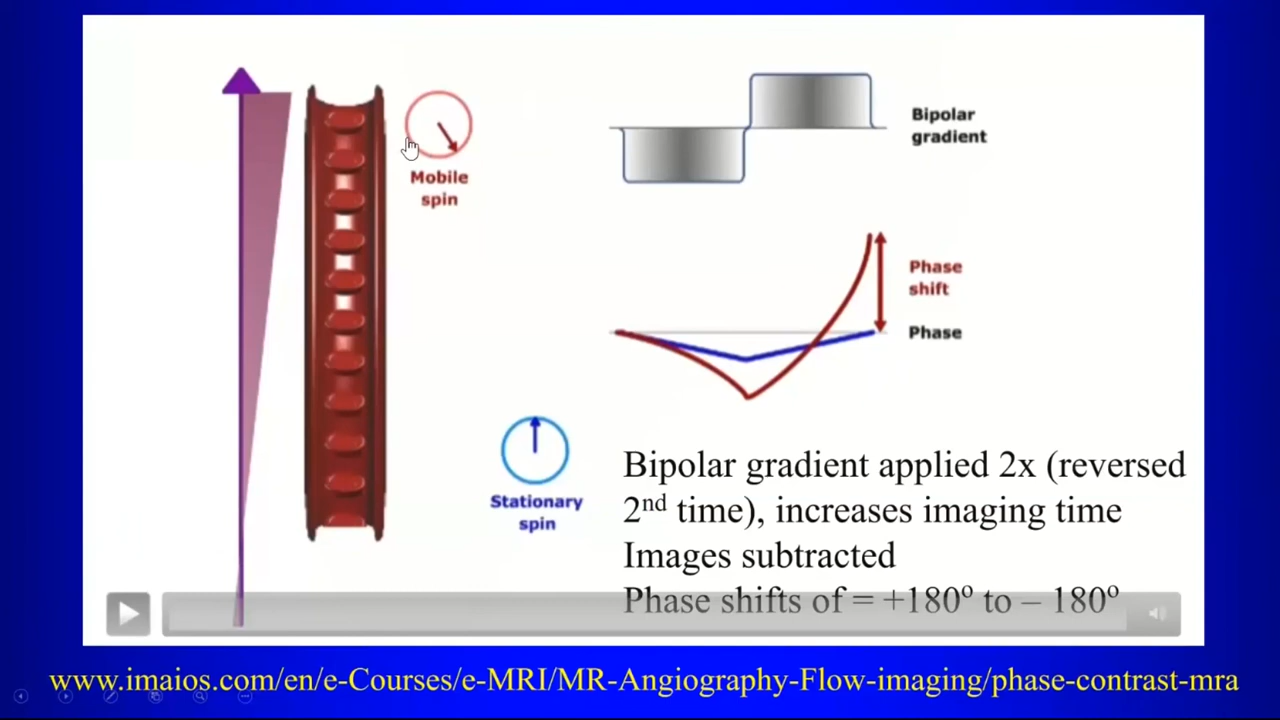 Mobile
spin
Bipolar
gradient
Phase
shift
Phase
Stationary
spin
Bipolar gradient applied 2x (reversed
2nd time), increases imaging time
Images subtracted
Phase shifts of = +180º to – 180º
www.imaios.com/en/e-Courses/e-MRI/MR-Angiography-Flow-imaging/phase-contrast-mra